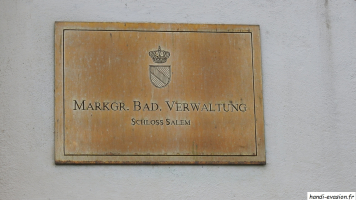 MARKGR. BAD. VERWALTUNG
SCHLOSS SALEM
handi-evasion.fr